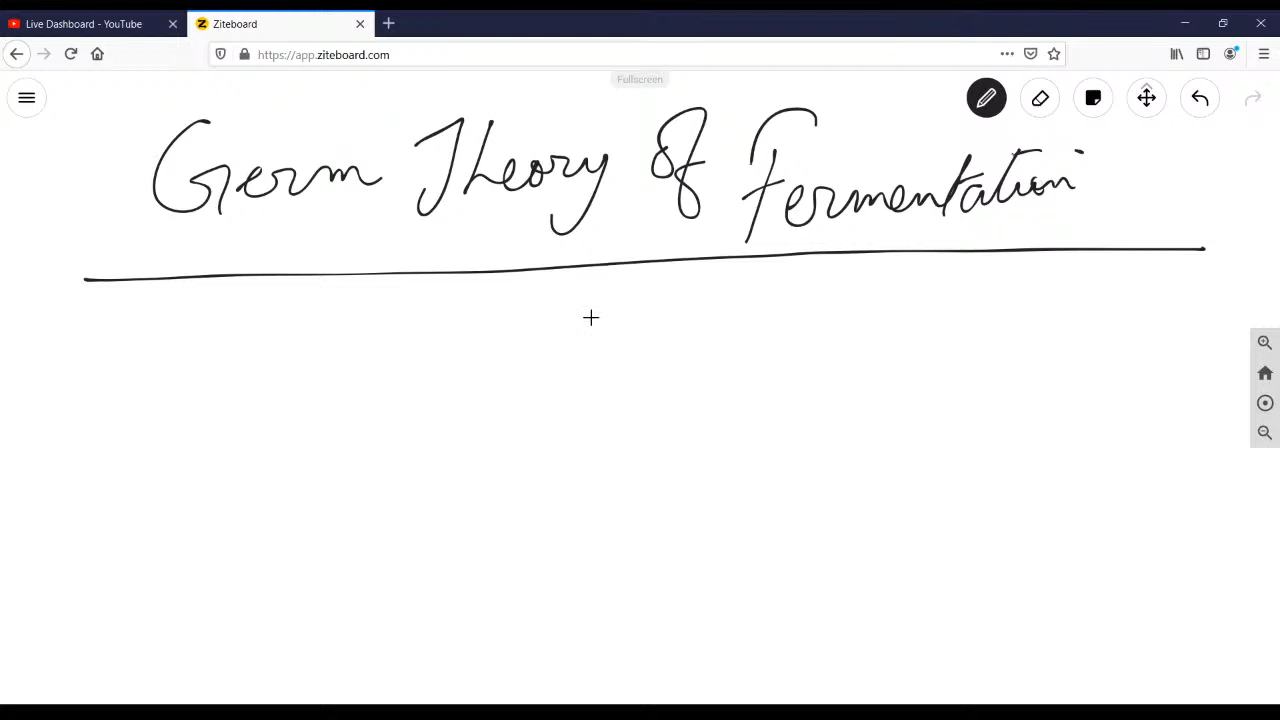 Live Dashboard - YouTube
Ziteboard
https://app.ziteboard.com
Fullscreen
Germ Theory of Fermentation